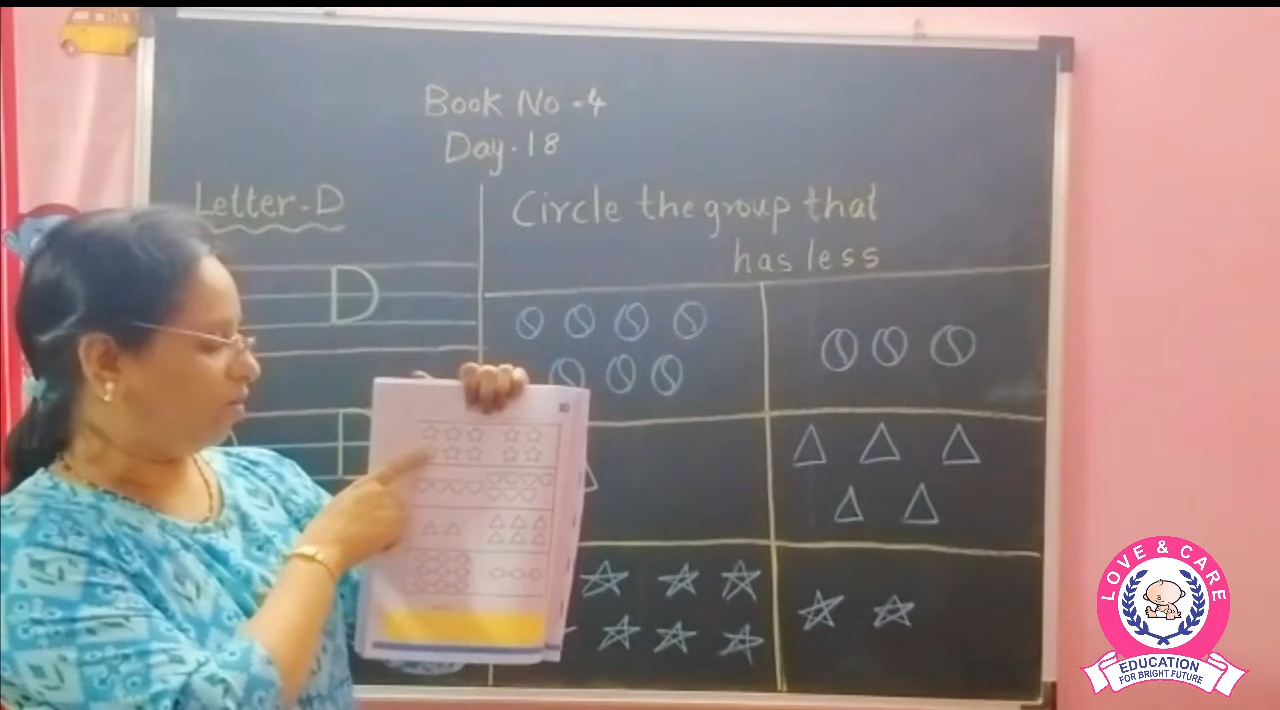 Book No - 4
Day - 18
Letter - D
D
Circle the group that
has less
LOVE & CARE
EDUCATION
FOR BRIGHT FUTURE